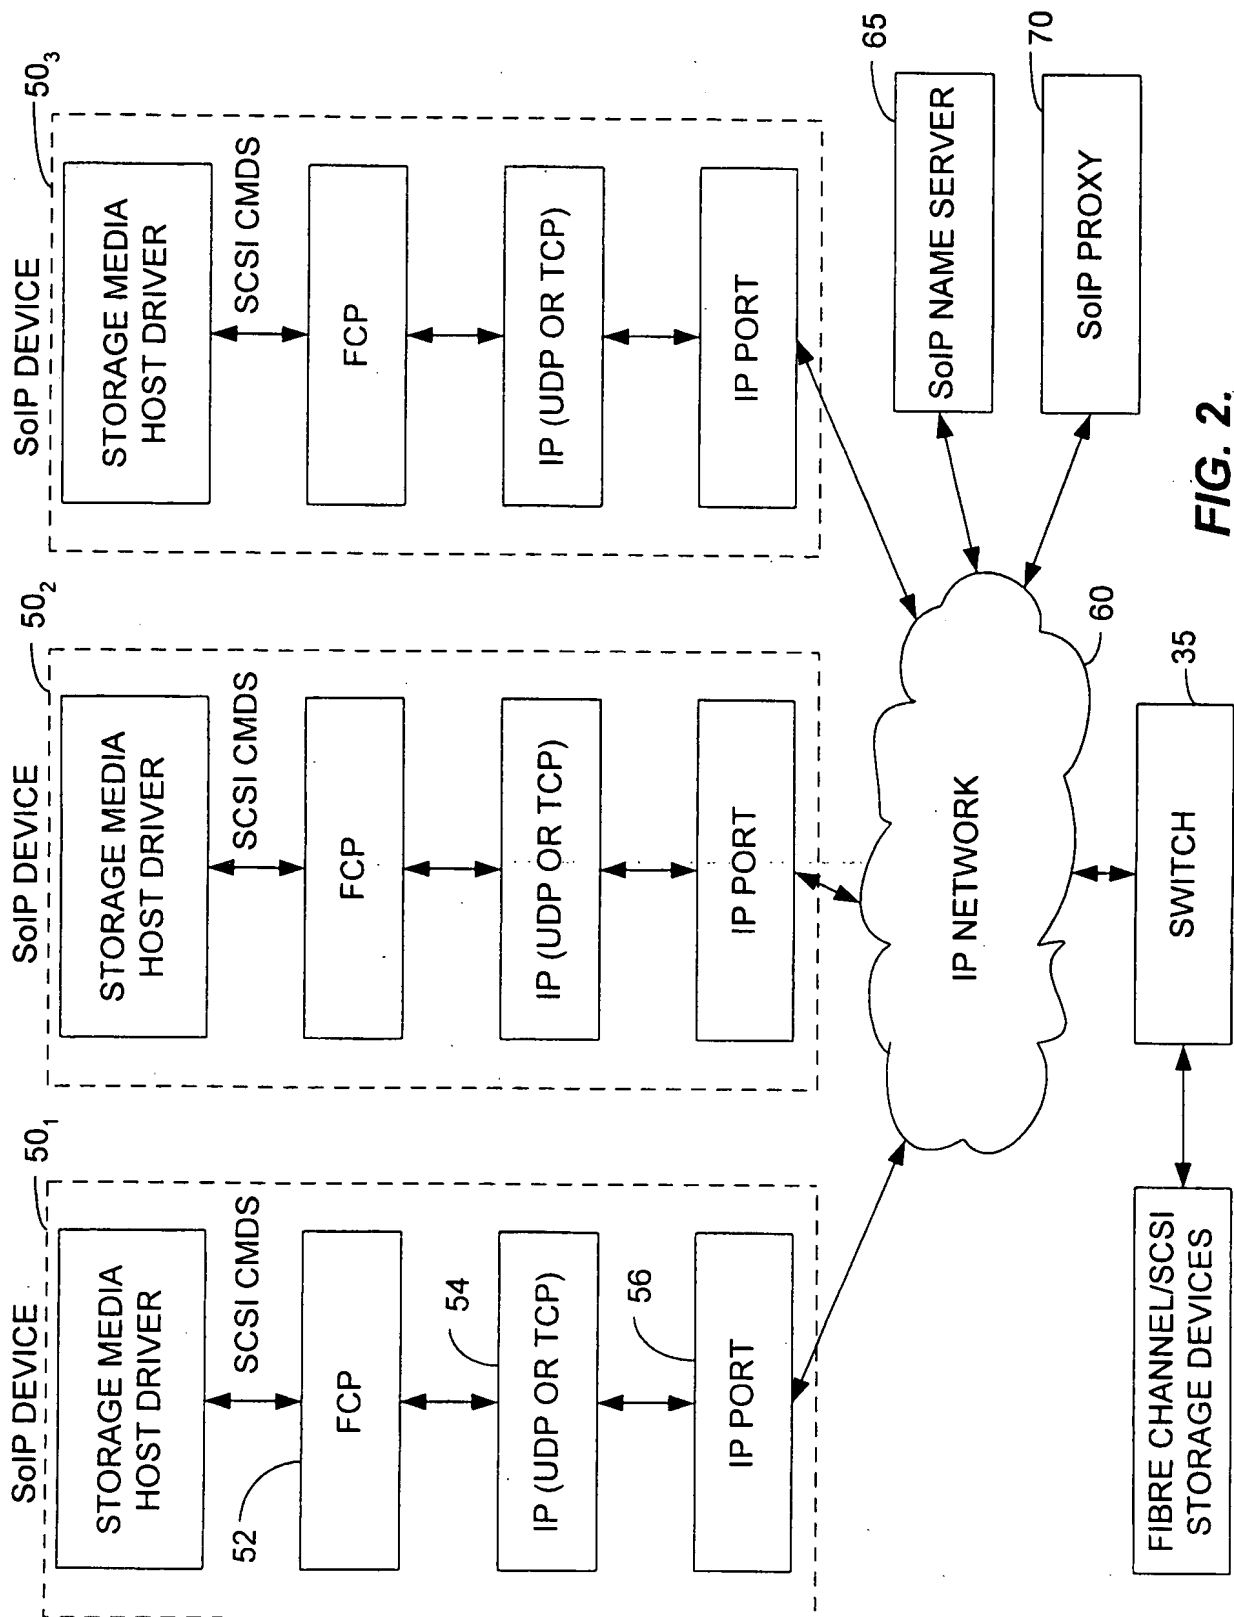 SoIP DEVICE
50₁
STORAGE MEDIA
HOST DRIVER
SCSI CMDS
52
FCP
54
IP (UDP OR TCP)
56
IP PORT
SoIP DEVICE
50₂
STORAGE MEDIA
HOST DRIVER
SCSI CMDS
FCP
IP (UDP OR TCP)
IP PORT
SoIP DEVICE
50₃
STORAGE MEDIA
HOST DRIVER
SCSI CMDS
FCP
IP (UDP OR TCP)
IP PORT
IP NETWORK
60
SoIP NAME SERVER
65
SoIP PROXY
70
FIBRE CHANNEL/SCSI
STORAGE DEVICES
SWITCH
35
FIG. 2.